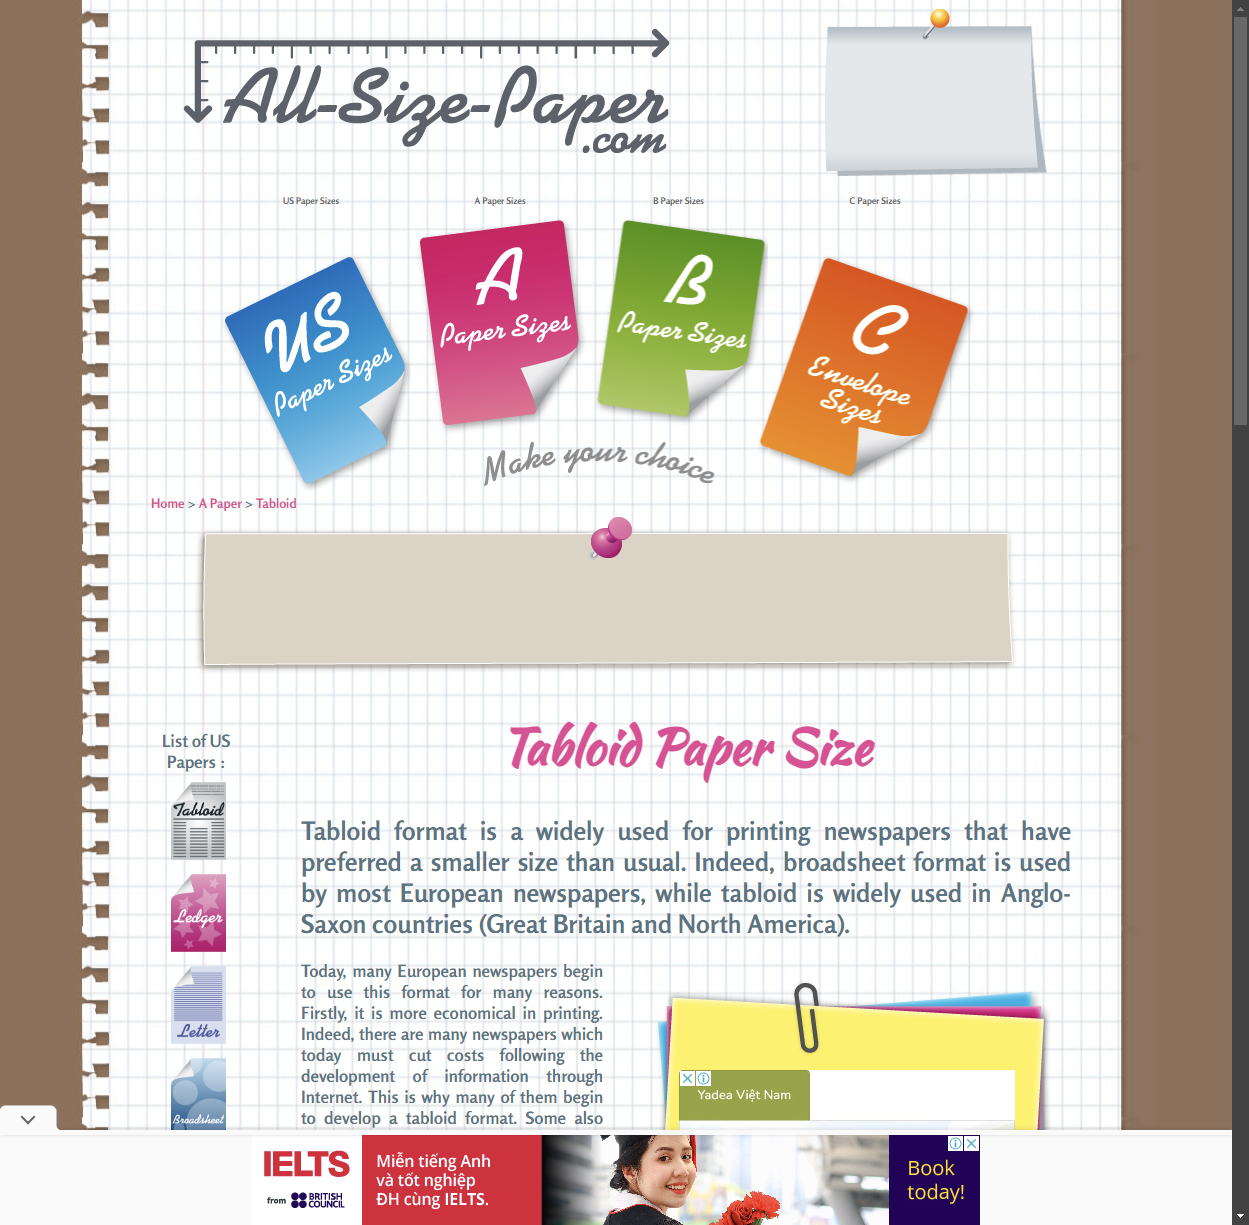 All-Size-Paper
.com
US Paper Sizes
A Paper Sizes
B Paper Sizes
C Paper Sizes
US
Paper Sizes
A
Paper Sizes
B
Paper Sizes
C
Envelope
Sizes
Make your choice
Home > A Paper > Tabloid
List of US
Papers :
Tabloid
Ledger
Letter
Broadsheet
Tabloid Paper Size
Tabloid format is a widely used for printing newspapers that have
preferred a smaller size than usual. Indeed, broadsheet format is used
by most European newspapers, while tabloid is widely used in Anglo-
Saxon countries (Great Britain and North America).
Today, many European newspapers begin
to use this format for many reasons.
Firstly, it is more economical in printing.
Indeed, there are many newspapers which
today must cut costs following the
development of information through
Internet. This is why many of them begin
to develop a tabloid format. Some also
Yadea Việt Nam
IELTS
from BRITISH
COUNCIL
Miễn tiếng Anh
và tốt nghiệp
ĐH cùng IELTS.
Book
today!